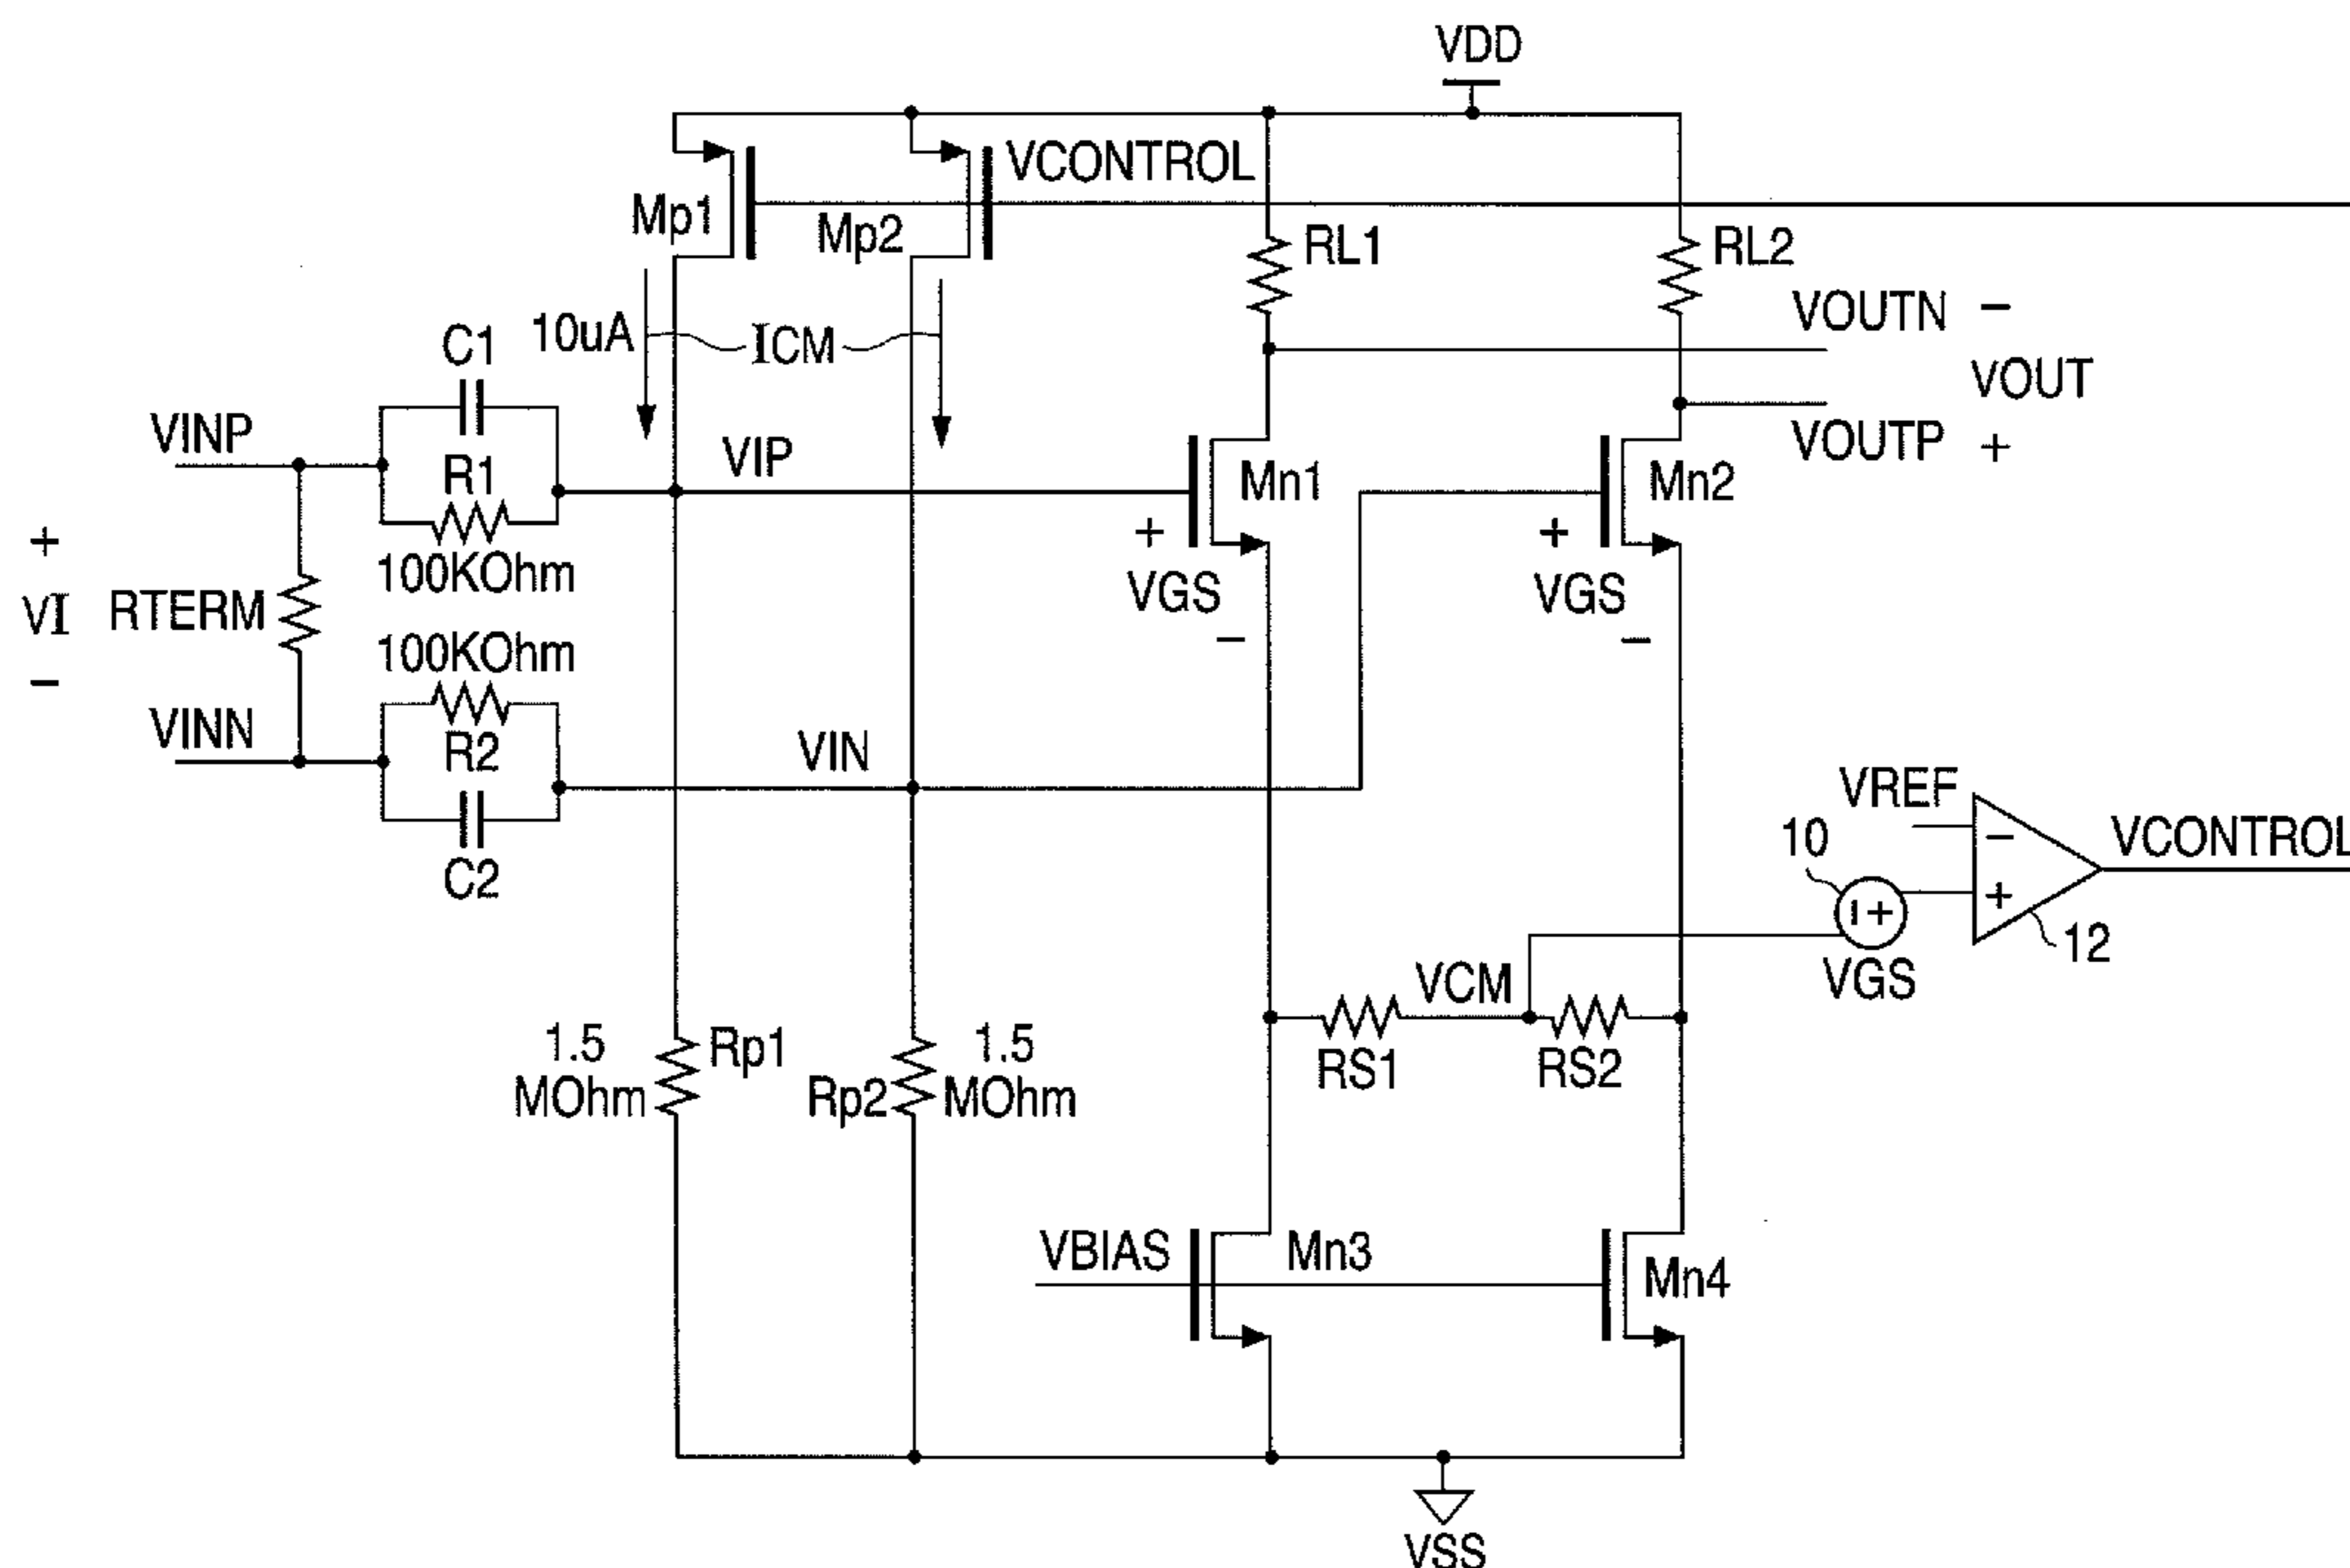 VDD
VCONTROL
Mp1
Mp2
RL1
RL2
VOUTN −
10uA
ICM
C1
VOUT
VINP
VIP
VOUTP +
R1
Mn1
Mn2
+
+
+
100KOhm
VGS
VGS
VI
RTERM
100KOhm
−
−
−
VINN
R2
VIN
VREF
−
VCONTROL
10
C2
+
− +
12
VCM
VGS
1.5
MOhm
Rp1
Rp2
1.5
MOhm
RS1
RS2
VBIAS
Mn3
Mn4
VSS